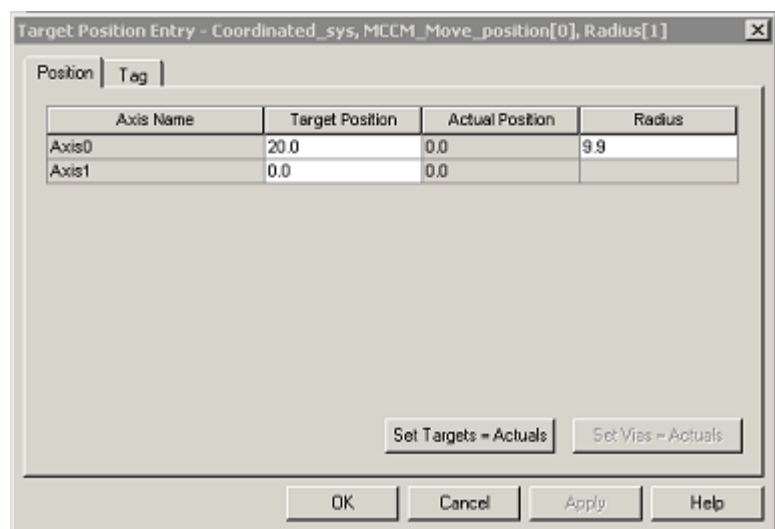 Target Position Entry - Coordinated_sys, MCCM_Move_position[0], Radius[1]
Position Tag
Axis Name Target Position Actual Position Radius
Axis0 20.0 0.0 9.9
Axis1 0.0 0.0
Set Targets = Actuals Set Vias = Actuals
OK Cancel Apply Help